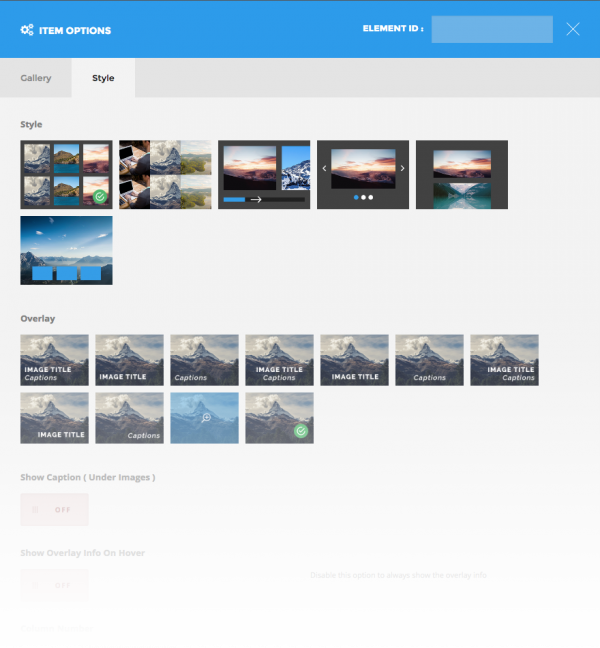 ITEM OPTIONS
ELEMENT ID :
Gallery
Style
Style
Overlay
IMAGE TITLE
Captions
IMAGE TITLE
Captions
IMAGE TITLE
Captions
IMAGE TITLE
Captions
IMAGE TITLE
Captions
IMAGE TITLE
Captions
Show Caption ( Under Images )
OFF
Show Overlay Info On Hover
OFF
Disable this option to always show the overlay info